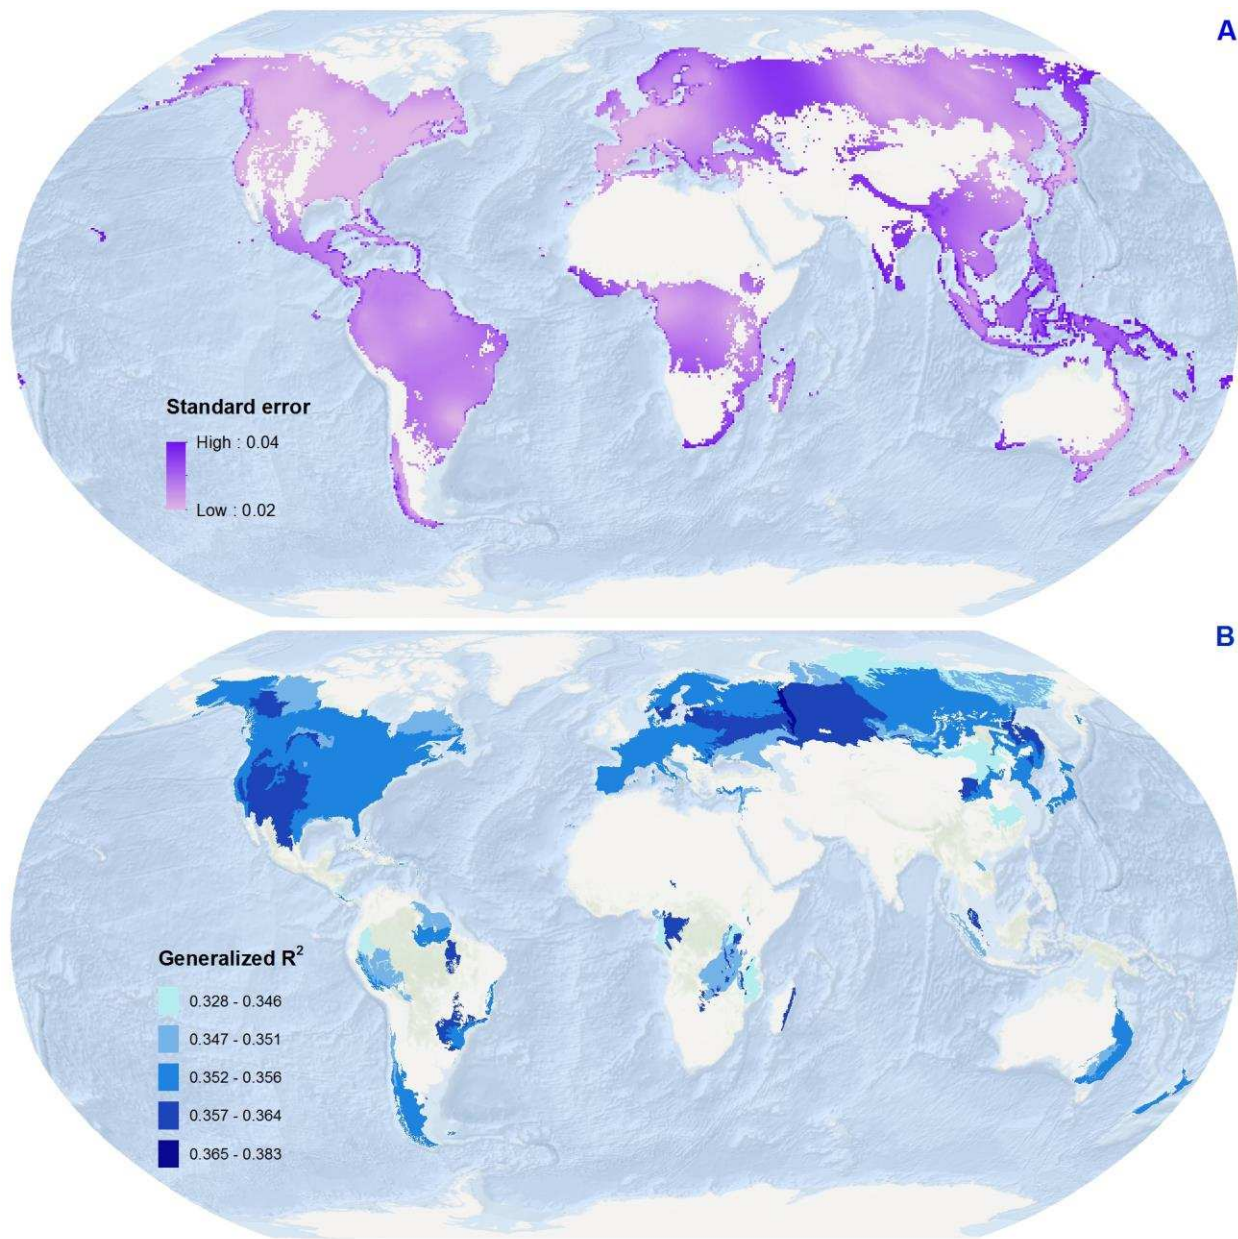 A
Standard error
High : 0.04
Low : 0.02
B
Generalized R²
0.328 - 0.346
0.347 - 0.351
0.352 - 0.356
0.357 - 0.364
0.365 - 0.383